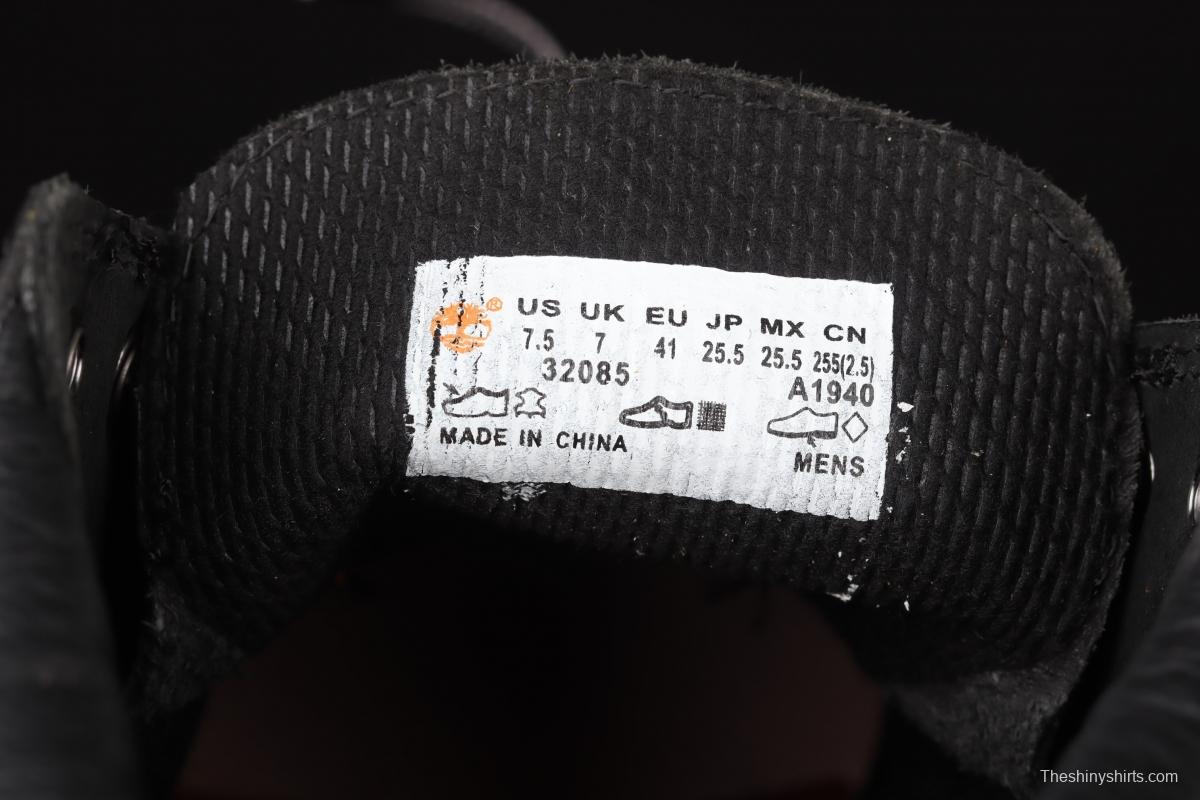 ® US UK EU JP MX CN
7.5 7 41 25.5 25.5 255(2.5)
32085 A1940
MADE IN CHINA MENS
Theshinyshirts.com